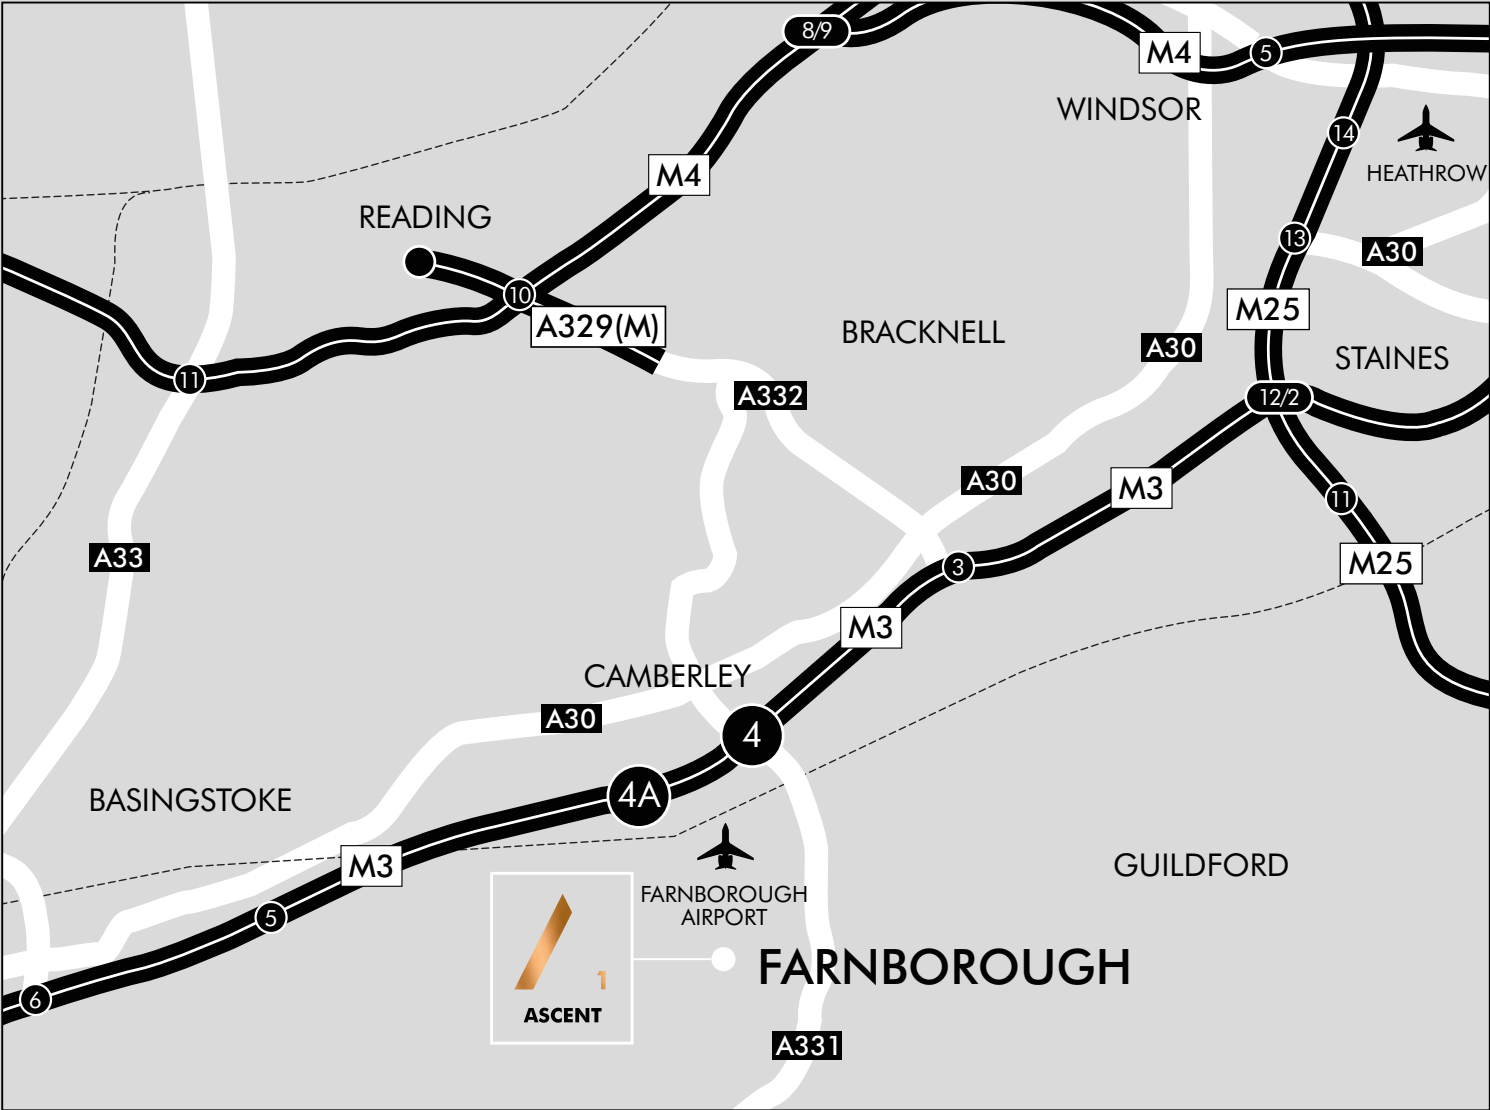 8/9
M4
5
WINDSOR
14
HEATHROW
M4
READING
13
A30
10
M25
A329(M)
BRACKNELL
A30
STAINES
11
A332
12/2
A30
M3
11
A33
M25
3
M3
CAMBERLEY
A30
4
4A
BASINGSTOKE
M3
GUILDFORD
FARNBOROUGH
AIRPORT
5
FARNBOROUGH
1
ASCENT
6
A331